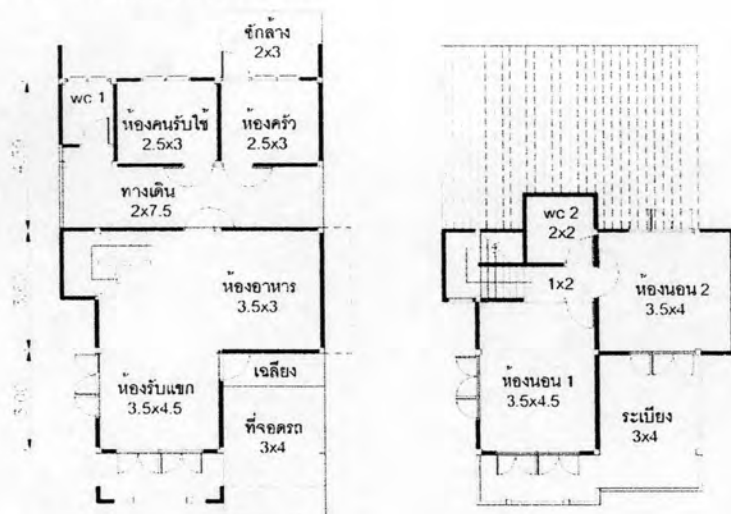 ซักล้าง
2x3
wc 1
ห้องคนรับใช้
2.5x3
ห้องครัว
2.5x3
ทางเดิน
2x7.5
ห้องอาหาร
3.5x3
เฉลียง
ห้องรับแขก
3.5x4.5
ที่จอดรถ
3x4
3.00
wc 2
2x2
1x2
ห้องนอน 2
3.5x4
ห้องนอน 1
3.5x4.5
ระเบียง
3x4